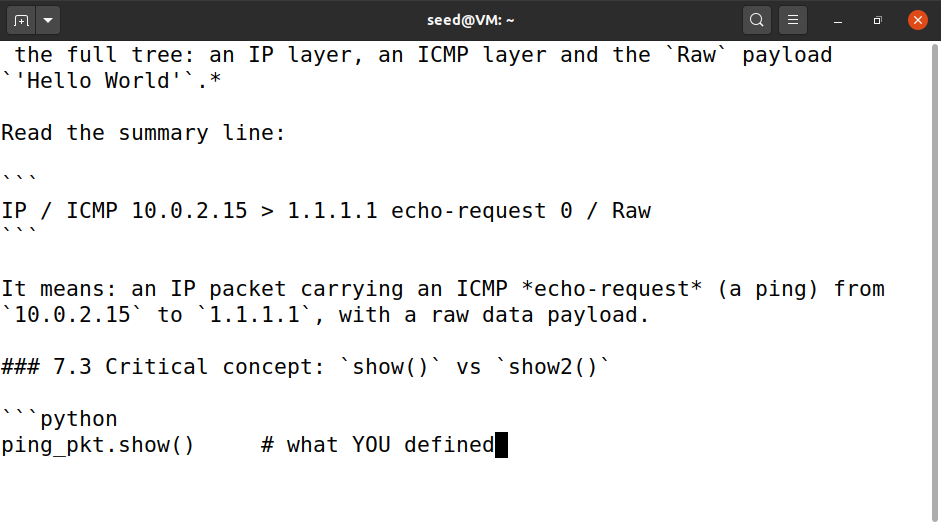 seed@VM: ~
 the full tree: an IP layer, an ICMP layer and the `Raw` payload
`'Hello World'`.*
Read the summary line:
```
IP / ICMP 10.0.2.15 > 1.1.1.1 echo-request 0 / Raw
```
It means: an IP packet carrying an ICMP *echo-request* (a ping) from
`10.0.2.15` to `1.1.1.1`, with a raw data payload.
### 7.3 Critical concept: `show()` vs `show2()`
```python
ping_pkt.show()     # what YOU defined